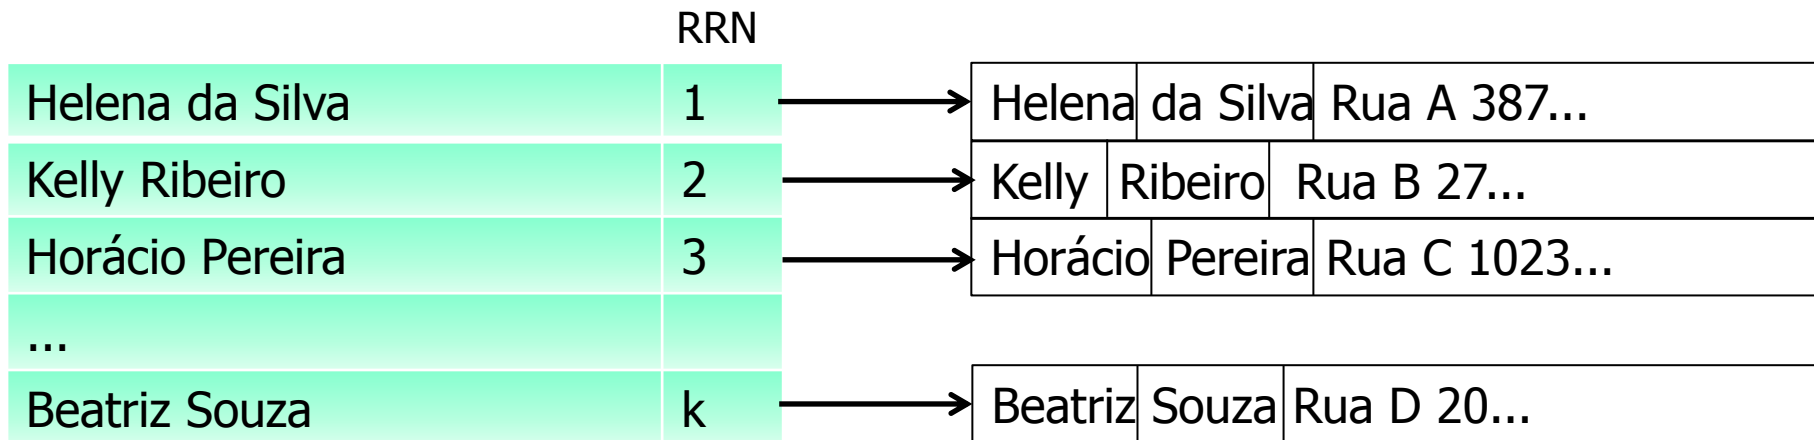 RRN
Helena da Silva 1 Helena da Silva Rua A 387...
Kelly Ribeiro 2 Kelly Ribeiro Rua B 27...
Horácio Pereira 3 Horácio Pereira Rua C 1023...
...
Beatriz Souza k Beatriz Souza Rua D 20...